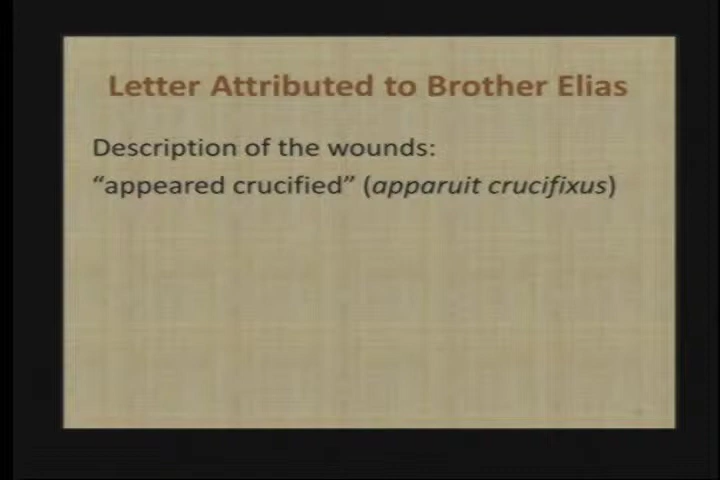 Letter Attributed to Brother Elias
Description of the wounds:
“appeared crucified” (apparuit crucifixus)